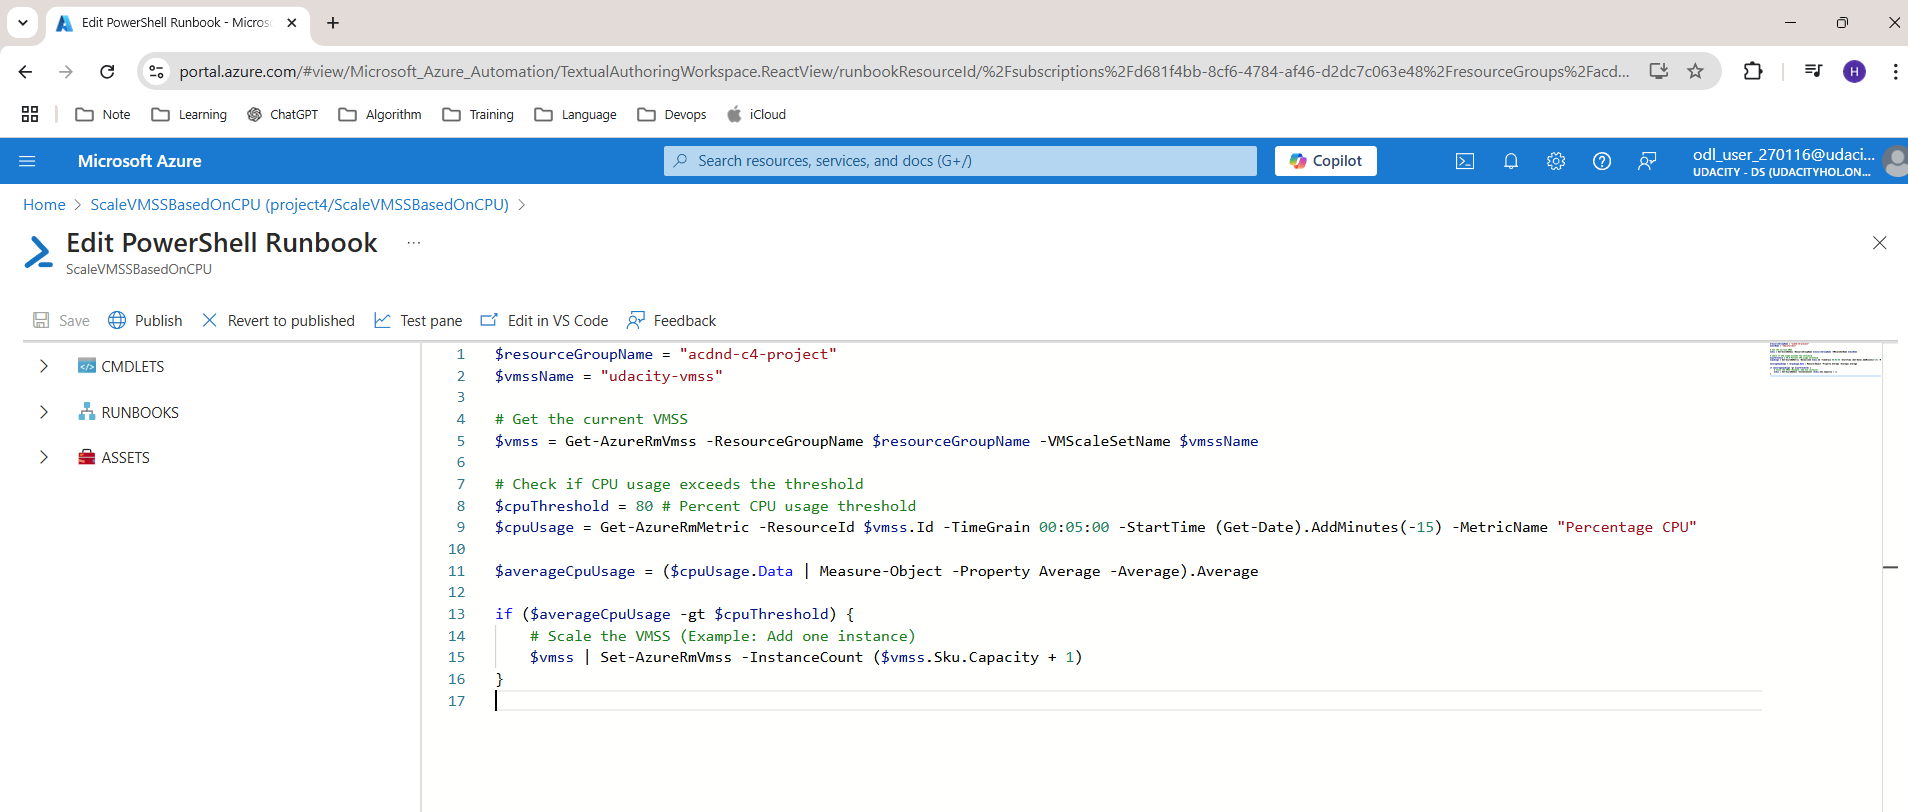 Edit PowerShell Runbook - Micros
portal.azure.com/#view/Microsoft_Azure_Automation/TextualAuthoringWorkspace.ReactView/runbookResourceId/%2Fsubscriptions%2Fd681f4bb-8cf6-4784-af46-d2dc7c063e48%2FresourceGroups%2Facd...
H
Note Learning ChatGPT Algorithm Training Language Devops iCloud
Microsoft Azure
Search resources, services, and docs (G+/)
Copilot
odl_user_270116@udaci...
UDACITY - DS (UDACITYHOL.ON...
Home > ScaleVMSSBasedOnCPU (project4/ScaleVMSSBasedOnCPU) >
Edit PowerShell Runbook ...
ScaleVMSSBasedOnCPU
Save Publish Revert to published Test pane Edit in VS Code Feedback
CMDLETS
RUNBOOKS
ASSETS
1 $resourceGroupName = "acdnd-c4-project"
2 $vmssName = "udacity-vmss"
3
4 # Get the current VMSS
5 $vmss = Get-AzureRmVmss -ResourceGroupName $resourceGroupName -VMScaleSetName $vmssName
6
7 # Check if CPU usage exceeds the threshold
8 $cpuThreshold = 80 # Percent CPU usage threshold
9 $cpuUsage = Get-AzureRmMetric -ResourceId $vmss.Id -TimeGrain 00:05:00 -StartTime (Get-Date).AddMinutes(-15) -MetricName "Percentage CPU"
10
11 $averageCpuUsage = ($cpuUsage.Data | Measure-Object -Property Average -Average).Average
12
13 if ($averageCpuUsage -gt $cpuThreshold) {
14 # Scale the VMSS (Example: Add one instance)
15 $vmss | Set-AzureRmVmss -InstanceCount ($vmss.Sku.Capacity + 1)
16 }
17